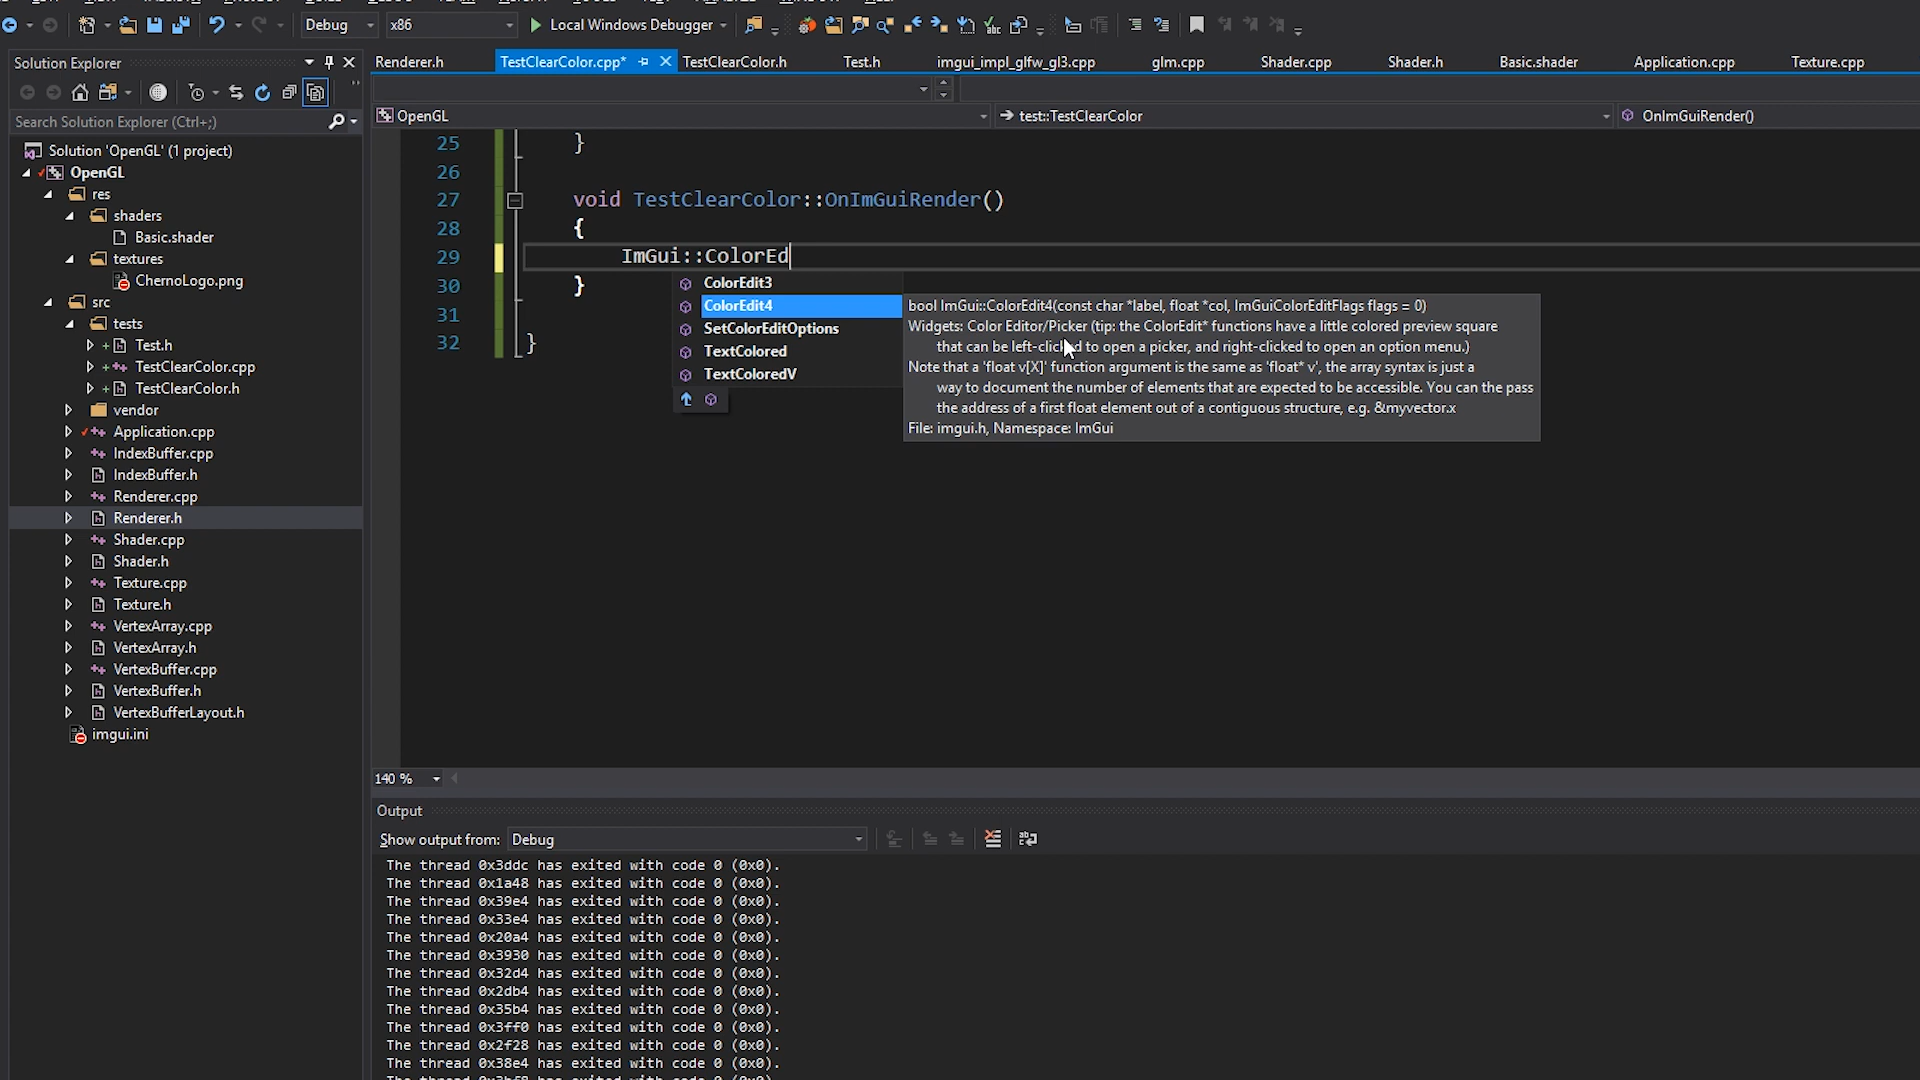 Debug x86 Local Windows Debugger
Solution Explorer
Renderer.h TestClearColor.cpp* TestClearColor.h Test.h imgui_impl_glfw_gl3.cpp glm.cpp Shader.cpp Shader.h Basic.shader Application.cpp Texture.cpp
Search Solution Explorer (Ctrl+;)
OpenGL test::TestClearColor OnImGuiRender()
Solution 'OpenGL' (1 project)
OpenGL
res
shaders
Basic.shader
textures
ChernoLogo.png
src
tests
Test.h
TestClearColor.cpp
TestClearColor.h
vendor
Application.cpp
IndexBuffer.cpp
IndexBuffer.h
Renderer.cpp
Renderer.h
Shader.cpp
Shader.h
Texture.cpp
Texture.h
VertexArray.cpp
VertexArray.h
VertexBuffer.cpp
VertexBuffer.h
VertexBufferLayout.h
imgui.ini
25 }
26
27 void TestClearColor::OnImGuiRender()
28 {
29 ImGui::ColorEd
30 }
31
32 }
ColorEdit3
ColorEdit4
SetColorEditOptions
TextColored
TextColoredV
bool ImGui::ColorEdit4(const char *label, float *col, ImGuiColorEditFlags flags = 0)
Widgets: Color Editor/Picker (tip: the ColorEdit* functions have a little colored preview square
that can be left-clicked to open a picker, and right-clicked to open an option menu.)
Note that a 'float v[X]' function argument is the same as 'float* v', the array syntax is just a
way to document the number of elements that are expected to be accessible. You can the pass
the address of a first float element out of a contiguous structure, e.g. &myvector.x
File: imgui.h, Namespace: ImGui
140 %
Output
Show output from: Debug
The thread 0x3ddc has exited with code 0 (0x0).
The thread 0x1a48 has exited with code 0 (0x0).
The thread 0x39e4 has exited with code 0 (0x0).
The thread 0x33e4 has exited with code 0 (0x0).
The thread 0x20a4 has exited with code 0 (0x0).
The thread 0x3930 has exited with code 0 (0x0).
The thread 0x32d4 has exited with code 0 (0x0).
The thread 0x2db4 has exited with code 0 (0x0).
The thread 0x35b4 has exited with code 0 (0x0).
The thread 0x3ff0 has exited with code 0 (0x0).
The thread 0x2f28 has exited with code 0 (0x0).
The thread 0x38e4 has exited with code 0 (0x0).